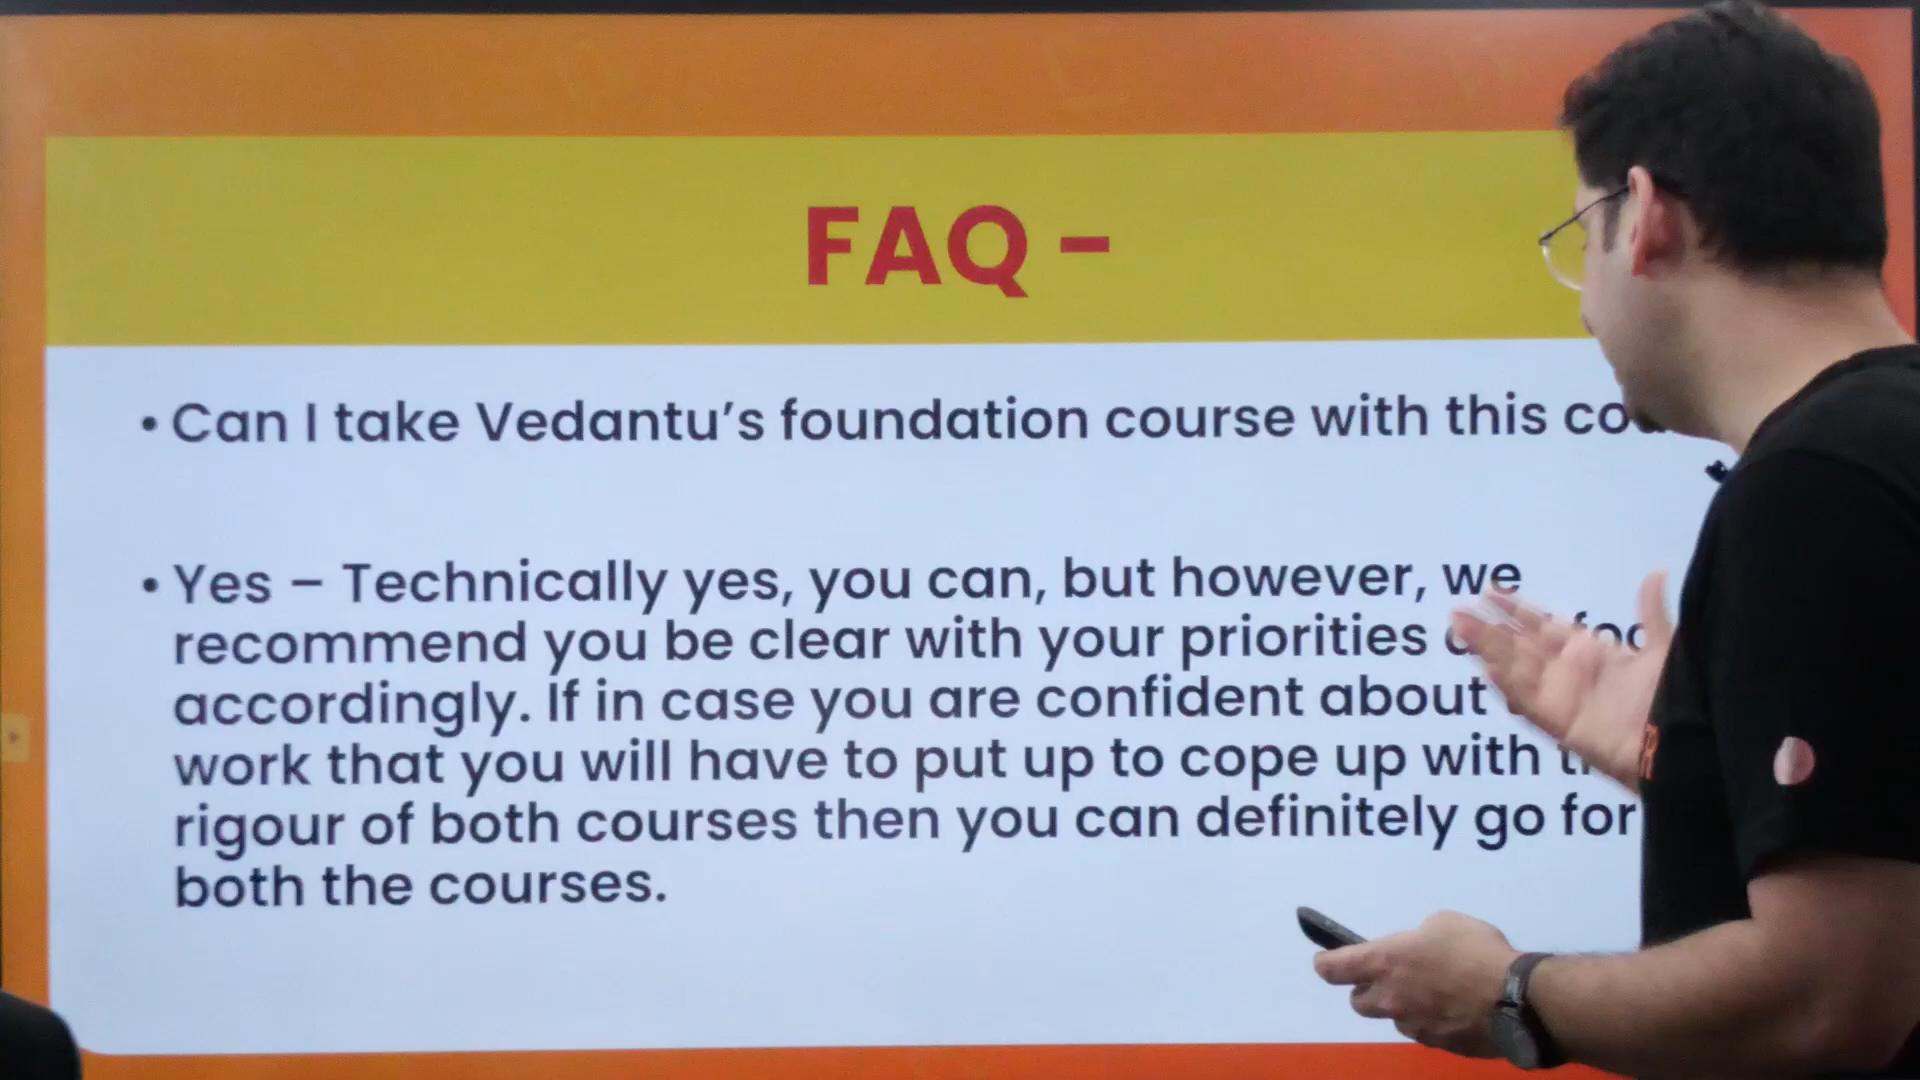 FAQ –
• Can I take Vedantu's foundation course with this
• Yes – Technically yes, you can, but however, we
recommend you be clear with your priorities
accordingly. If in case you are confident about
work that you will have to put up to cope up with
rigour of both courses then you can definitely go for
both the courses.